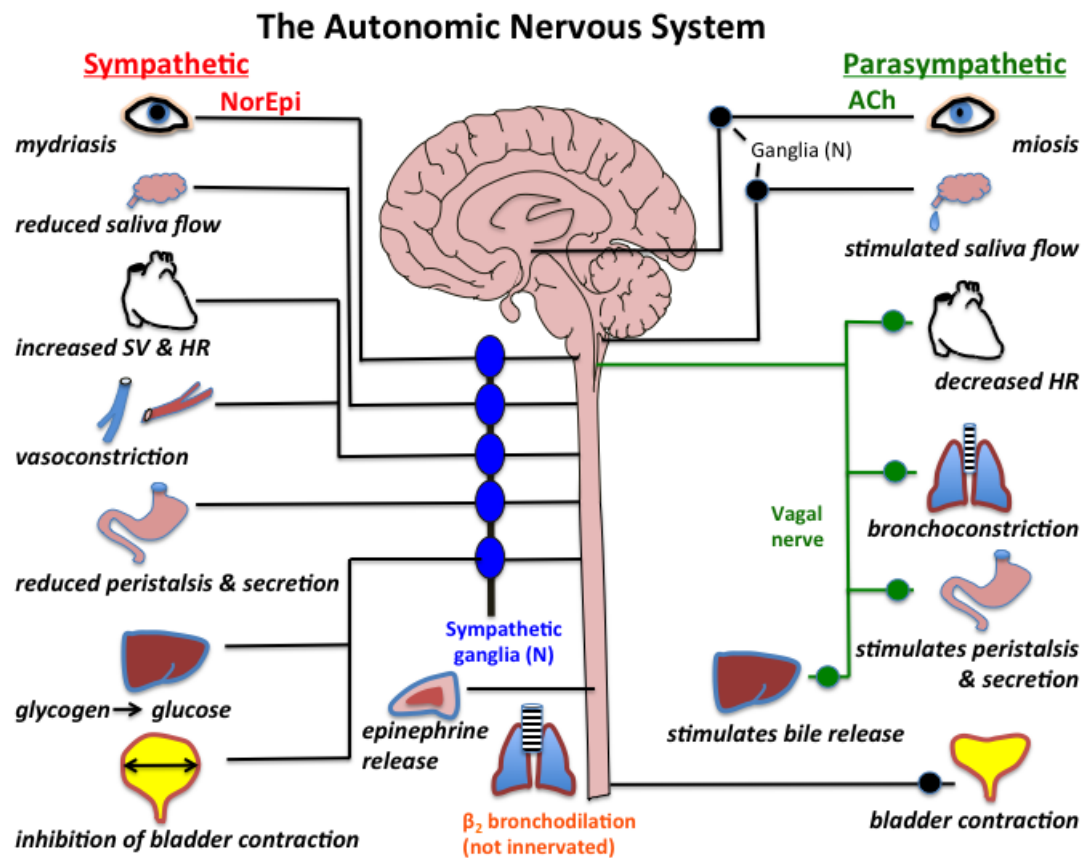 The Autonomic Nervous System
Sympathetic
NorEpi
mydriasis
reduced saliva flow
increased SV & HR
vasoconstriction
reduced peristalsis & secretion
glycogen → glucose
inhibition of bladder contraction
Sympathetic
ganglia (N)
epinephrine
release
β₂ bronchodilation
(not innervated)
Parasympathetic
ACh
Ganglia (N)
miosis
stimulated saliva flow
decreased HR
Vagal
nerve
bronchoconstriction
stimulates peristalsis
& secretion
stimulates bile release
bladder contraction